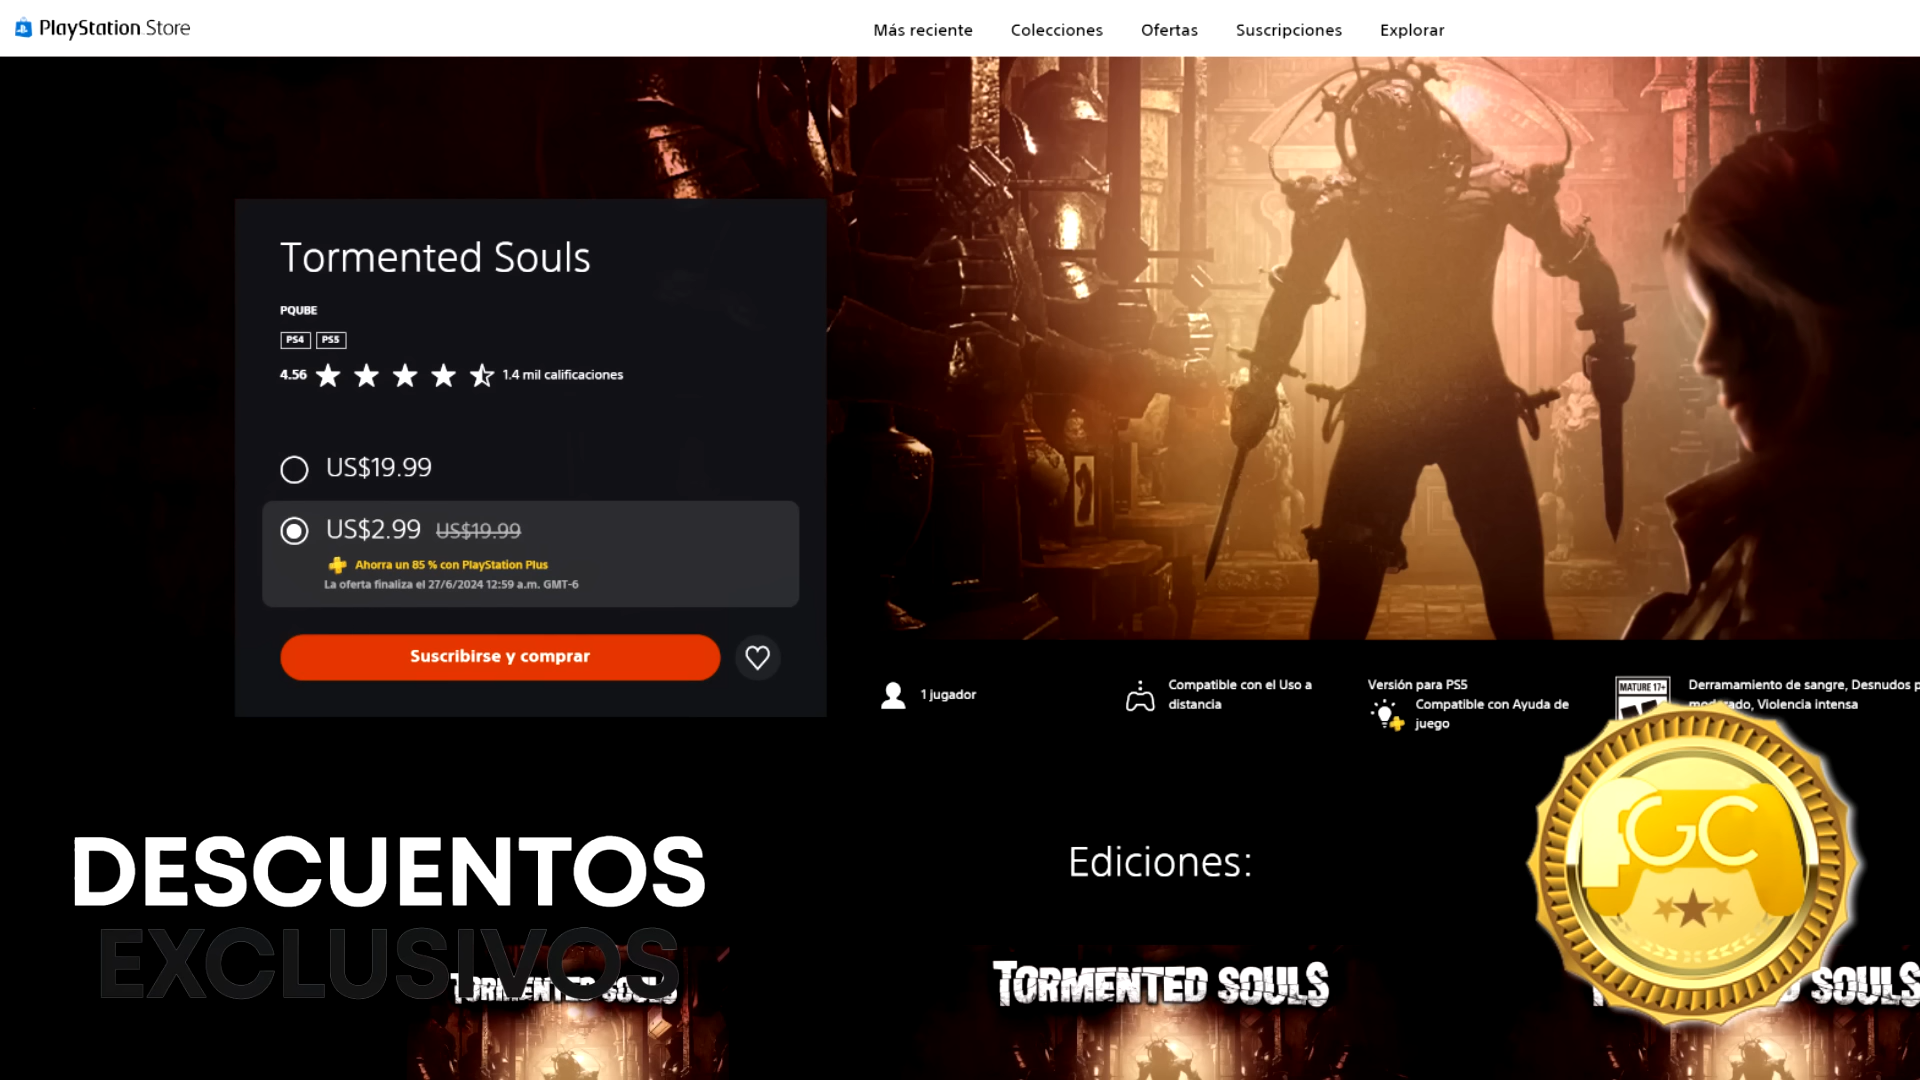 PlayStation Store
Más reciente
Colecciones
Ofertas
Suscripciones
Explorar
Tormented Souls
PQUBE
PS4 PS5
4.56
1.4 mil calificaciones
US$19.99
US$2.99 US$19.99
Ahorra un 85 % con PlayStation Plus
La oferta finaliza el 27/6/2024 12:59 a.m. GMT-6
Suscribirse y comprar
1 jugador
Compatible con el Uso a
distancia
Versión para PS5
Compatible con Ayuda de
juego
MATURE 17+
Derramamiento de sangre, Desnudos
Violencia intensa
DESCUENTOS
EXCLUSIVOS
Ediciones:
GC
TORMENTED SOULS
TORMENTED SOULS
SOULS